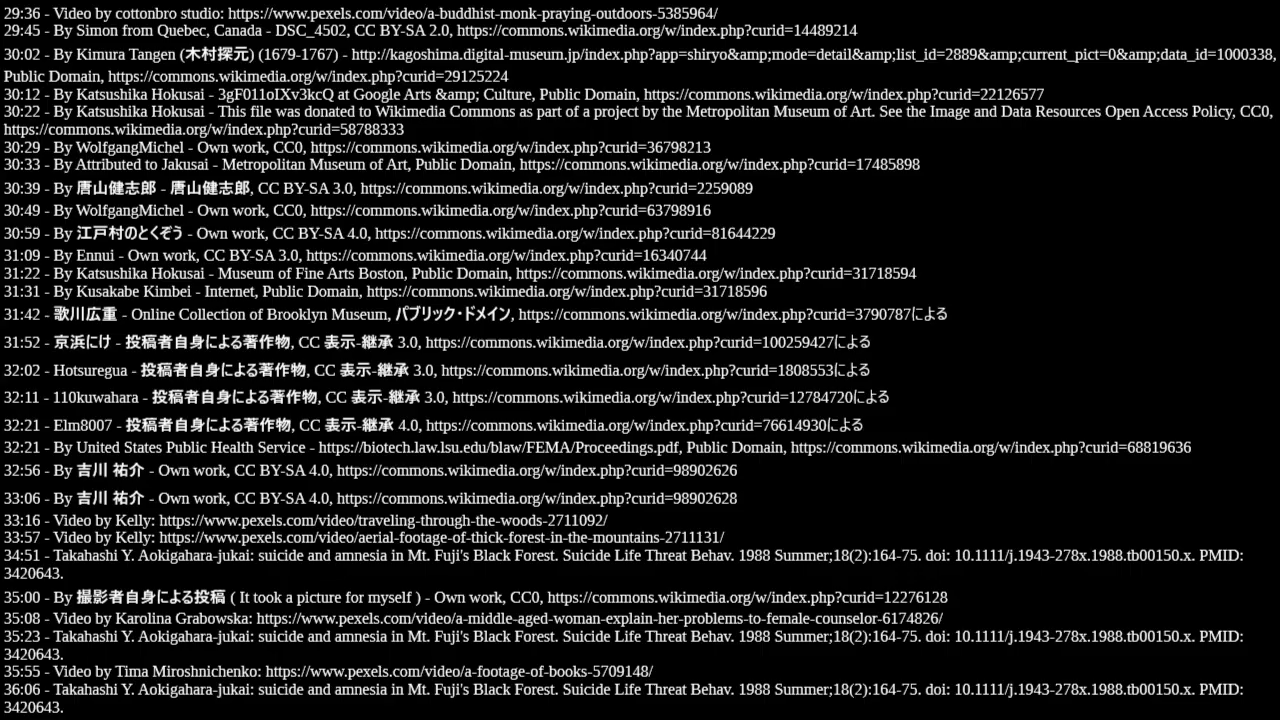 29:36 - Video by cottonbro studio: https://www.pexels.com/video/a-buddhist-monk-praying-outdoors-5385964/
29:45 - By Simon from Quebec, Canada - DSC_4502, CC BY-SA 2.0, https://commons.wikimedia.org/w/index.php?curid=14489214
30:02 - By Kimura Tangen (木村探元) (1679-1767) - http://kagoshima.digital-museum.jp/index.php?app=shiryo&amp;mode=detail&amp;list_id=2889&amp;current_pict=0&amp;data_id=1000338,
Public Domain, https://commons.wikimedia.org/w/index.php?curid=29125224
30:12 - By Katsushika Hokusai - 3gF011oIXv3kcQ at Google Arts &amp; Culture, Public Domain, https://commons.wikimedia.org/w/index.php?curid=22126577
30:22 - By Katsushika Hokusai - This file was donated to Wikimedia Commons as part of a project by the Metropolitan Museum of Art. See the Image and Data Resources Open Access Policy, CC0,
https://commons.wikimedia.org/w/index.php?curid=58788333
30:29 - By WolfgangMichel - Own work, CC0, https://commons.wikimedia.org/w/index.php?curid=36798213
30:33 - By Attributed to Jakusai - Metropolitan Museum of Art, Public Domain, https://commons.wikimedia.org/w/index.php?curid=17485898
30:39 - By 唐山健志郎 - 唐山健志郎, CC BY-SA 3.0, https://commons.wikimedia.org/w/index.php?curid=2259089
30:49 - By WolfgangMichel - Own work, CC0, https://commons.wikimedia.org/w/index.php?curid=63798916
30:59 - By 江戸村のとくぞう - Own work, CC BY-SA 4.0, https://commons.wikimedia.org/w/index.php?curid=81644229
31:09 - By Ennui - Own work, CC BY-SA 3.0, https://commons.wikimedia.org/w/index.php?curid=16340744
31:22 - By Katsushika Hokusai - Museum of Fine Arts Boston, Public Domain, https://commons.wikimedia.org/w/index.php?curid=31718594
31:31 - By Kusakabe Kimbei - Internet, Public Domain, https://commons.wikimedia.org/w/index.php?curid=31718596
31:42 - 歌川広重 - Online Collection of Brooklyn Museum, パブリック・ドメイン, https://commons.wikimedia.org/w/index.php?curid=3790787による
31:52 - 京浜にけ - 投稿者自身による著作物, CC 表示-継承 3.0, https://commons.wikimedia.org/w/index.php?curid=100259427による
32:02 - Hotsuregua - 投稿者自身による著作物, CC 表示-継承 3.0, https://commons.wikimedia.org/w/index.php?curid=1808553による
32:11 - 110kuwahara - 投稿者自身による著作物, CC 表示-継承 3.0, https://commons.wikimedia.org/w/index.php?curid=12784720による
32:21 - Elm8007 - 投稿者自身による著作物, CC 表示-継承 4.0, https://commons.wikimedia.org/w/index.php?curid=76614930による
32:21 - By United States Public Health Service - https://biotech.law.lsu.edu/blaw/FEMA/Proceedings.pdf, Public Domain, https://commons.wikimedia.org/w/index.php?curid=68819636
32:56 - By 吉川 祐介 - Own work, CC BY-SA 4.0, https://commons.wikimedia.org/w/index.php?curid=98902626
33:06 - By 吉川 祐介 - Own work, CC BY-SA 4.0, https://commons.wikimedia.org/w/index.php?curid=98902628
33:16 - Video by Kelly: https://www.pexels.com/video/traveling-through-the-woods-2711092/
33:57 - Video by Kelly: https://www.pexels.com/video/aerial-footage-of-thick-forest-in-the-mountains-2711131/
34:51 - Takahashi Y. Aokigahara-jukai: suicide and amnesia in Mt. Fuji's Black Forest. Suicide Life Threat Behav. 1988 Summer;18(2):164-75. doi: 10.1111/j.1943-278x.1988.tb00150.x. PMID:
3420643.
35:00 - By 撮影者自身による投稿 ( It took a picture for myself ) - Own work, CC0, https://commons.wikimedia.org/w/index.php?curid=12276128
35:08 - Video by Karolina Grabowska: https://www.pexels.com/video/a-middle-aged-woman-explain-her-problems-to-female-counselor-6174826/
35:23 - Takahashi Y. Aokigahara-jukai: suicide and amnesia in Mt. Fuji's Black Forest. Suicide Life Threat Behav. 1988 Summer;18(2):164-75. doi: 10.1111/j.1943-278x.1988.tb00150.x. PMID:
3420643.
35:55 - Video by Tima Miroshnichenko: https://www.pexels.com/video/a-footage-of-books-5709148/
36:06 - Takahashi Y. Aokigahara-jukai: suicide and amnesia in Mt. Fuji's Black Forest. Suicide Life Threat Behav. 1988 Summer;18(2):164-75. doi: 10.1111/j.1943-278x.1988.tb00150.x. PMID:
3420643.